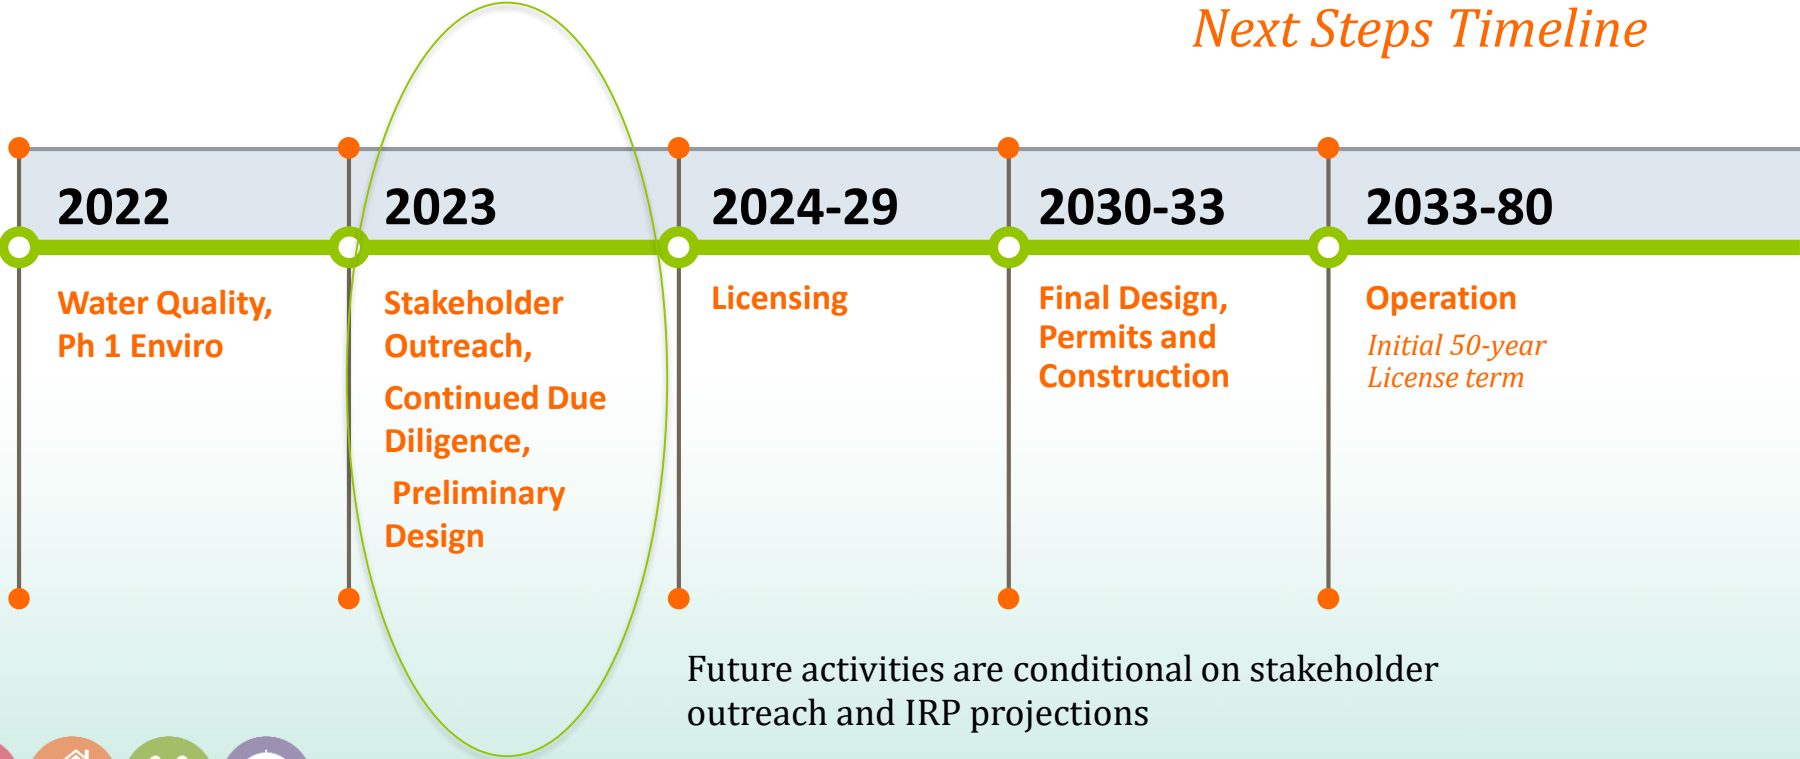 Next Steps Timeline
2022
Water Quality,
Ph 1 Enviro
2023
Stakeholder
Outreach,
Continued Due
Diligence,
Preliminary
Design
2024-29
Licensing
2030-33
Final Design,
Permits and
Construction
2033-80
Operation
Initial 50-year
License term
Future activities are conditional on stakeholder
outreach and IRP projections